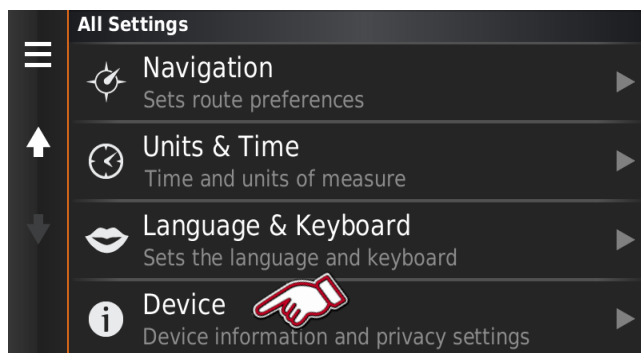 All Settings
Navigation
Sets route preferences
Units & Time
Time and units of measure
Language & Keyboard
Sets the language and keyboard
Device
Device information and privacy settings